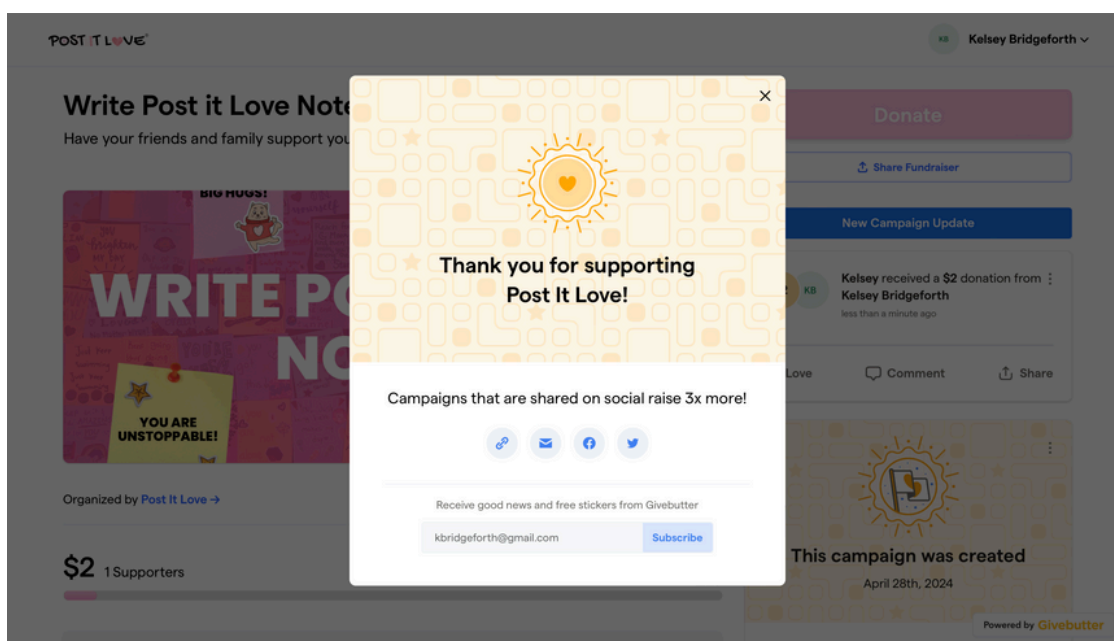 POST IT LOVE
KB Kelsey Bridgeforth
Write Post it Love Note
Have your friends and family support you
Donate
Share Fundraiser
New Campaign Update
BIG HUGS!
WRITE PO
NO
YOU ARE
UNSTOPPABLE!
Thank you for supporting
Post It Love!
Campaigns that are shared on social raise 3x more!
Receive good news and free stickers from Givebutter
kbridgeforth@gmail.com
Subscribe
KB
Kelsey received a $2 donation from
Kelsey Bridgeforth
less than a minute ago
Love
Comment
Share
Organized by Post It Love →
$2 1 Supporters
This campaign was created
April 28th, 2024
Powered by Givebutter